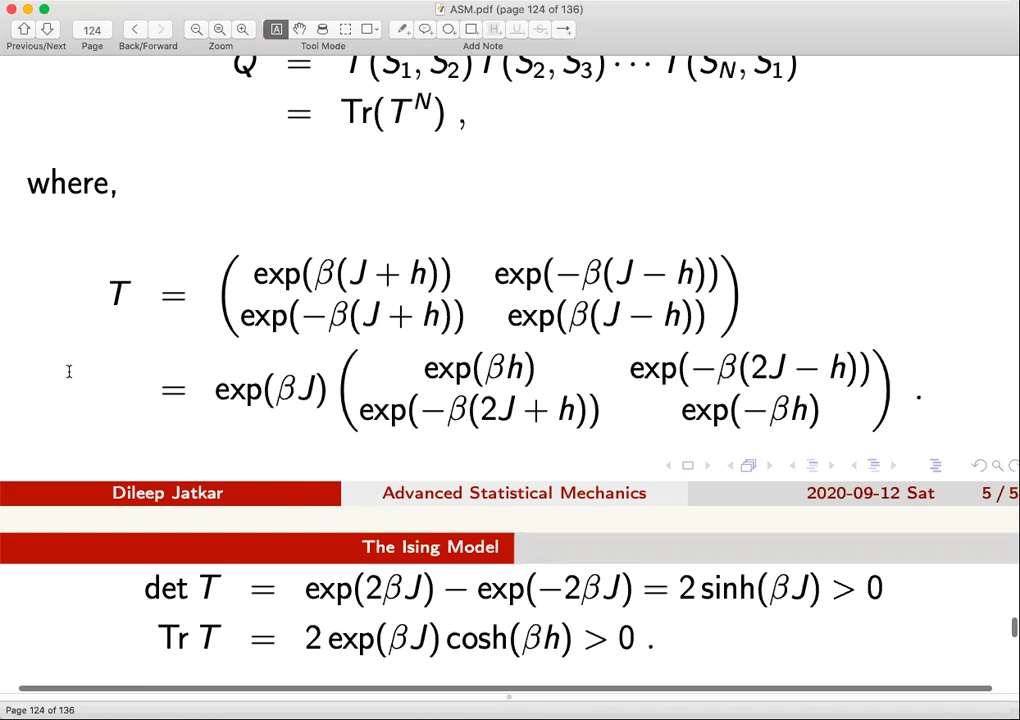 ASM.pdf (page 124 of 136)
124
Previous/Next Page Back/Forward Zoom Tool Mode Add Note
Q = T(S₁, S₂)T(S₂, S₃)⋯T(S_N, S₁)
= Tr(T^N) ,
where,
T = ( exp(β(J + h)) exp(−β(J − h))
exp(−β(J + h)) exp(β(J − h)) )
= exp(βJ) ( exp(βh) exp(−β(2J − h))
exp(−β(2J + h)) exp(−βh) ) .
Dileep Jatkar Advanced Statistical Mechanics 2020-09-12 Sat 5 / 5
The Ising Model
det T = exp(2βJ) − exp(−2βJ) = 2 sinh(βJ) > 0
Tr T = 2 exp(βJ) cosh(βh) > 0 .
Page 124 of 136